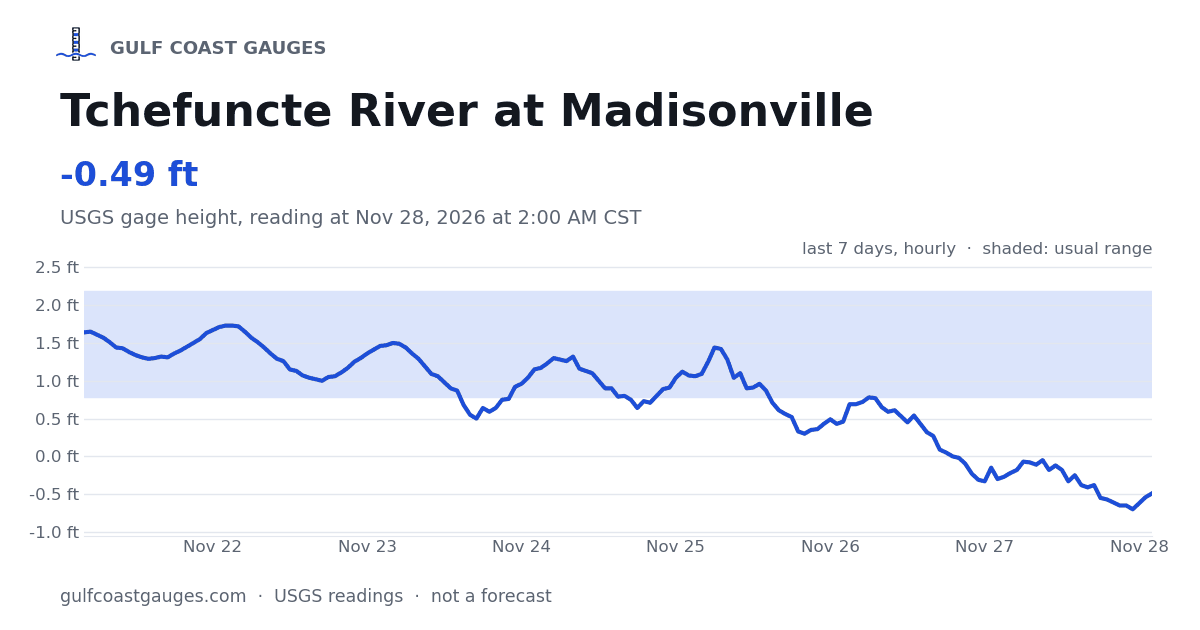 GULF COAST GAUGES
Tchefuncte River at Madisonville
-0.49 ft
USGS gage height, reading at Nov 28, 2026 at 2:00 AM CST
last 7 days, hourly · shaded: usual range
2.5 ft
2.0 ft
1.5 ft
1.0 ft
0.5 ft
0.0 ft
-0.5 ft
-1.0 ft
Nov 22 Nov 23 Nov 24 Nov 25 Nov 26 Nov 27 Nov 28
gulfcoastgauges.com · USGS readings · not a forecast